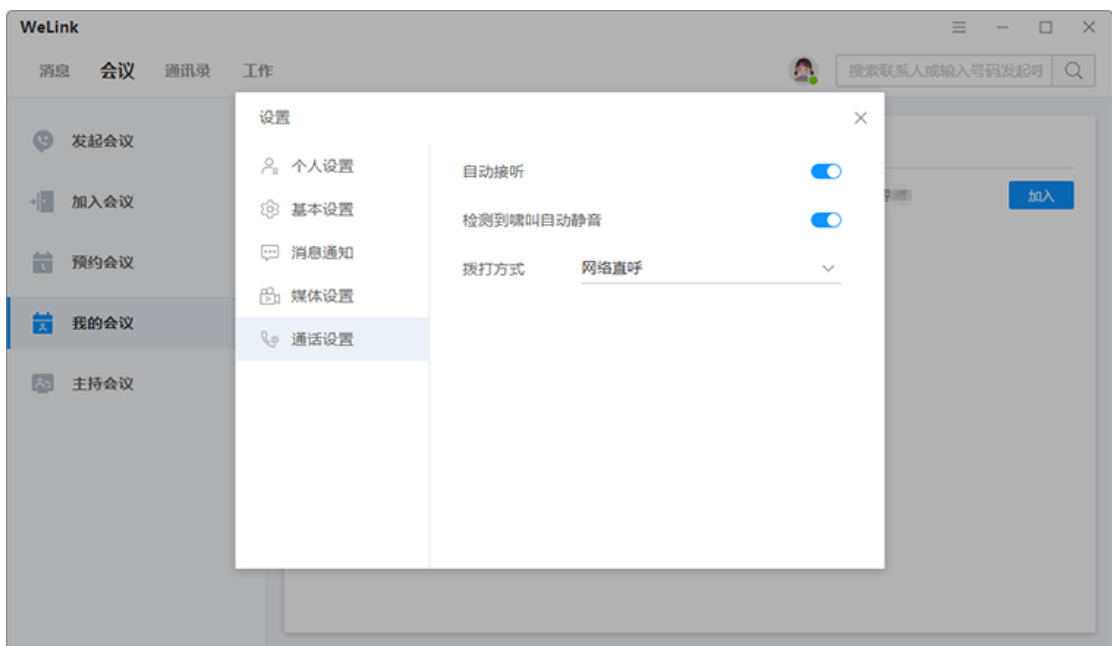 WeLink
消息 会议 通讯录 工作
搜索联系人或输入号码发起呼
发起会议
加入会议
预约会议
我的会议
主持会议
设置
个人设置
基本设置
消息通知
媒体设置
通话设置
自动接听
检测到啸叫自动静音
拨打方式 网络直呼
加入